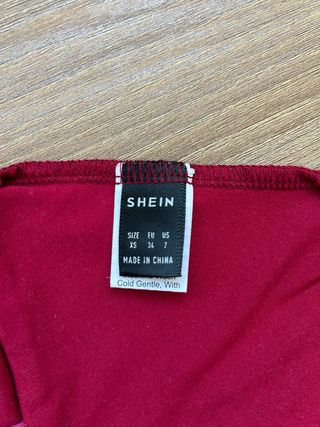 SHEIN
SIZE EU US
XS 34 2
MADE IN CHINA
Cold Gentle, With